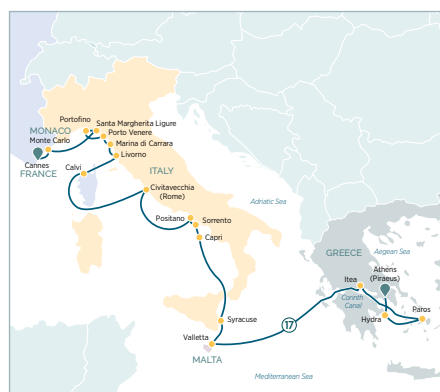 Portofino
Santa Margherita Ligure
MONACO
Porto Venere
Monte Carlo
Marina di Carrara
Livorno
Cannes
FRANCE
Calvi
ITALY
Civitavecchia
(Rome)
Adriatic Sea
Positano
Sorrento
Capri
GREECE
Aegean Sea
Athens
(Piraeus)
Itea
Corinth
Canal
Paros
Hydra
Syracuse
17
Valletta
MALTA
Mediterranean Sea